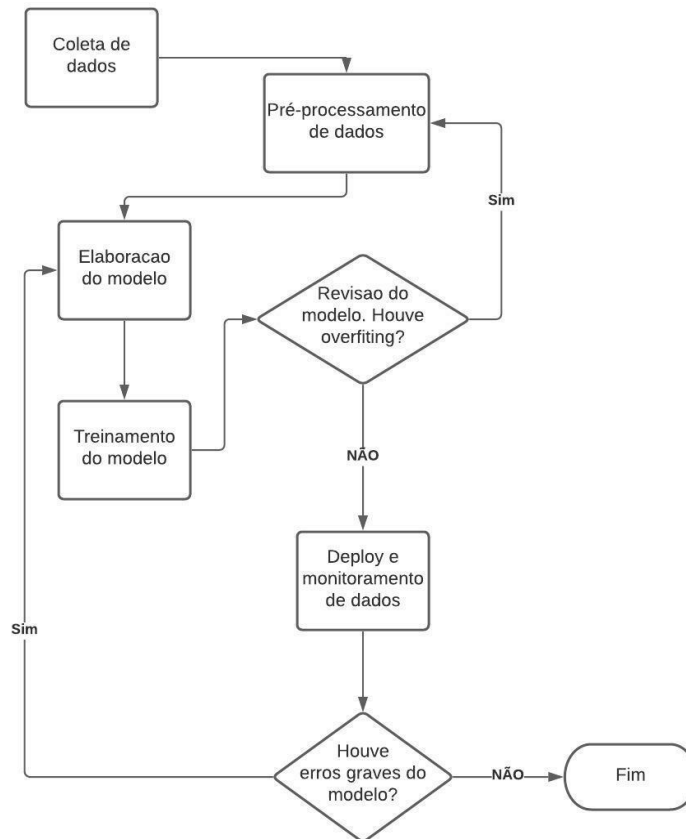 Coleta de
dados
Pré-processamento
de dados
Sim
Elaboracao
do modelo
Revisao do
modelo. Houve
overfiting?
Treinamento
do modelo
NÃO
Deploy e
monitoramento
de dados
Sim
Houve
erros graves do
modelo?
NÃO
Fim